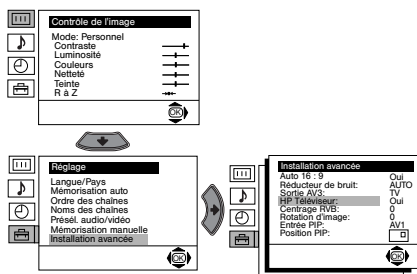 Contrôle de l'image
Mode: Personnel
Contraste
Luminosité
Couleurs
Netteté
Teinte
R à Z
OK
Réglage
Langue/Pays
Mémorisation auto
Ordre des chaînes
Noms des chaînes
Présél. audio/vidéo
Mémorisation manuelle
Installation avancée
OK
Installation avancée
Auto 16 : 9 Oui
Réducteur de bruit: AUTO
Sortie AV3: TV
HP Téléviseur: Oui
Centrage RVB: 0
Rotation d'image: 0
Entrée PIP: AV1
Position PIP:
OK